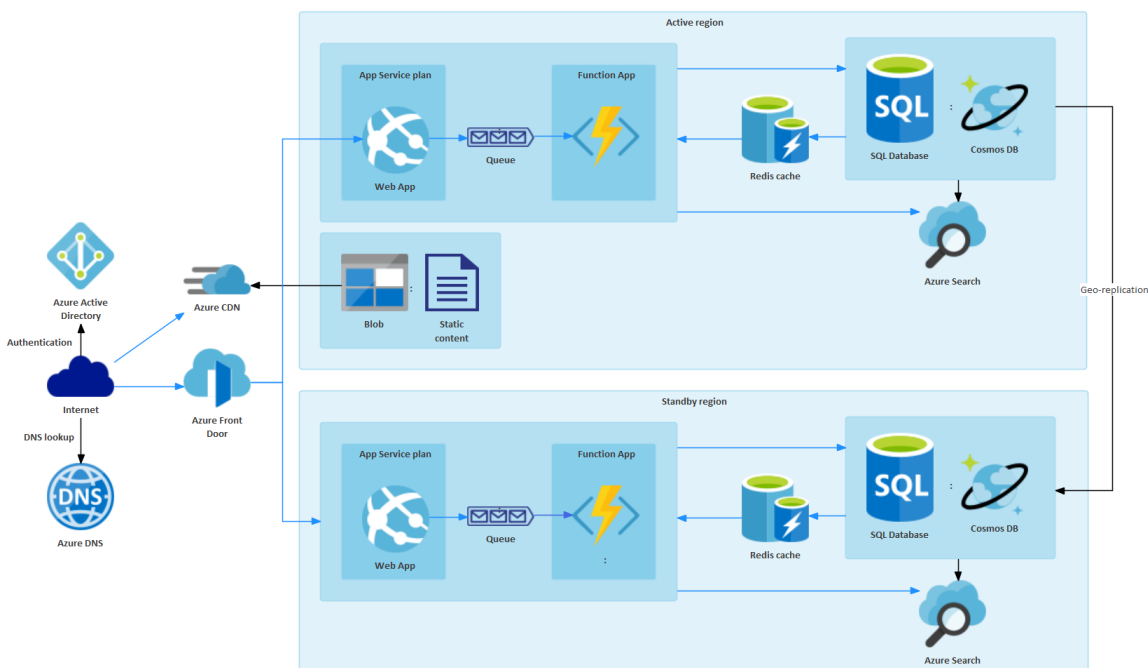 Active region
App Service plan
Function App
SQL
:
Web App
Queue
Redis cache
SQL Database
Cosmos DB
Azure Search
Geo-replication
Azure Active
Directory
Authentication
Internet
DNS lookup
DNS
Azure DNS
Azure CDN
Azure Front
Door
Blob
:
Static
content
Standby region
App Service plan
Function App
SQL
:
Web App
Queue
:
Redis cache
SQL Database
Cosmos DB
Azure Search